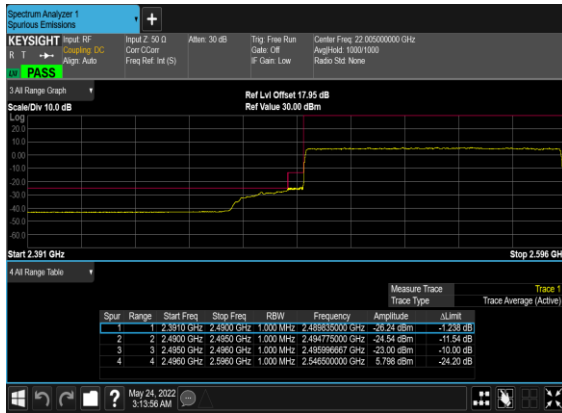 Spectrum Analyzer 1
Spurious Emissions
KEYSIGHT Input: RF Input Z: 50 Ω Atten: 30 dB Trig: Free Run Center Freq: 22.005000000 GHz
R T Coupling: DC Corr CCorr Gate: Off Avg|Hold: 1000/1000
Align: Auto Freq Ref: Int (S) IF Gain: Low Radio Std: None
PASS
3 All Range Graph
Ref Lvl Offset 17.95 dB
Scale/Div 10.0 dB Ref Value 30.00 dBm
Log
20.0
10.0
0.00
-10.0
-20.0
-30.0
-40.0
-50.0
-60.0
Start 2.391 GHz Stop 2.596 GHz
4 All Range Table
Measure Trace Trace 1
Trace Type Trace Average (Active)
Spur Range Start Freq Stop Freq RBW Frequency Amplitude ΔLimit
1 1 2.3910 GHz 2.4900 GHz 1.000 MHz 2.489835000 GHz -26.24 dBm -1.238 dB
2 2 2.4900 GHz 2.4950 GHz 1.000 MHz 2.494775000 GHz -24.54 dBm -11.54 dB
3 3 2.4950 GHz 2.4960 GHz 1.000 MHz 2.495996667 GHz -23.00 dBm -10.00 dB
4 4 2.4960 GHz 2.5960 GHz 1.000 MHz 2.546500000 GHz 5.798 dBm -24.20 dB
? May 24, 2022
3:13:56 AM